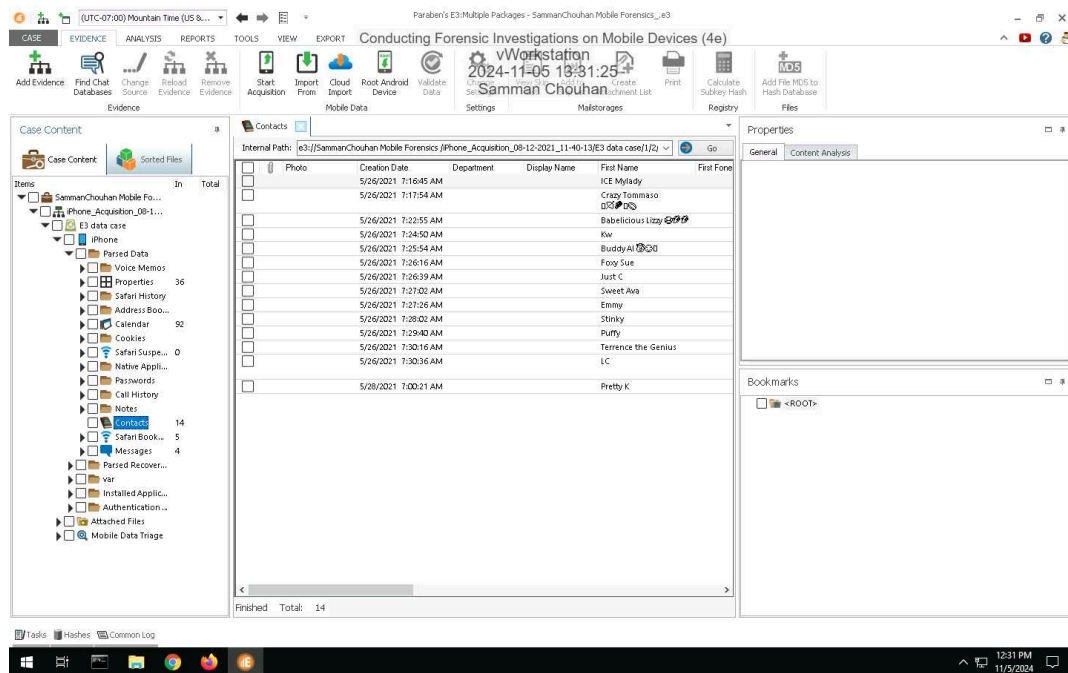 (UTC-07:00) Mountain Time (US &...
Paraben's E3:Multiple Packages - SammanChouhan Mobile Forensics_.e3
CASE EVIDENCE ANALYSIS REPORTS TOOLS VIEW EXPORT
Conducting Forensic Investigations on Mobile Devices (4e)
vWorkstation
2024-11-05 13:31:25
Samman Chouhan
Add Evidence
Find Chat Databases
Change Source
Reload Evidence
Remove Evidence
Start Acquisition
Import From
Cloud Import
Root Android Device
Validate Data
Change
Add to
Create
Attachment List
Print
Calculate Subkey Hash
Add File MD5 to Hash Database
Evidence
Mobile Data
Settings
Mailstorages
Registry
Files
Case Content
Case Content
Sorted Files
Items In Total
SammanChouhan Mobile Fo...
iPhone_Acquisition_08-1...
E3 data case
iPhone
Parsed Data
Voice Memos
Properties 36
Safari History
Address Boo...
Calendar 92
Cookies
Safari Suspe... 0
Native Appli...
Passwords
Call History
Notes
Contacts 14
Safari Book... 5
Messages 4
Parsed Recover...
var
Installed Applic...
Authentication ...
Attached Files
Mobile Data Triage
Contacts
Internal Path: e3://SammanChouhan Mobile Forensics /iPhone_Acquisition_08-12-2021_11-40-13/E3 data case/1/2/ Go
Photo Creation Date Department Display Name First Name First Fone
5/26/2021 7:16:45 AM ICE Mylady
5/26/2021 7:17:54 AM Crazy Tommaso
5/26/2021 7:22:55 AM Babelicious Lizzy
5/26/2021 7:24:50 AM Kw
5/26/2021 7:25:54 AM Buddy Al
5/26/2021 7:26:16 AM Foxy Sue
5/26/2021 7:26:39 AM Just C
5/26/2021 7:27:02 AM Sweet Ava
5/26/2021 7:27:26 AM Emmy
5/26/2021 7:28:02 AM Stinky
5/26/2021 7:29:40 AM Puffy
5/26/2021 7:30:16 AM Terrence the Genius
5/26/2021 7:30:36 AM LC
5/28/2021 7:00:21 AM Pretty K
Finished Total: 14
Properties
General Content Analysis
Bookmarks
<ROOT>
Tasks Hashes Common Log
12:31 PM
11/5/2024